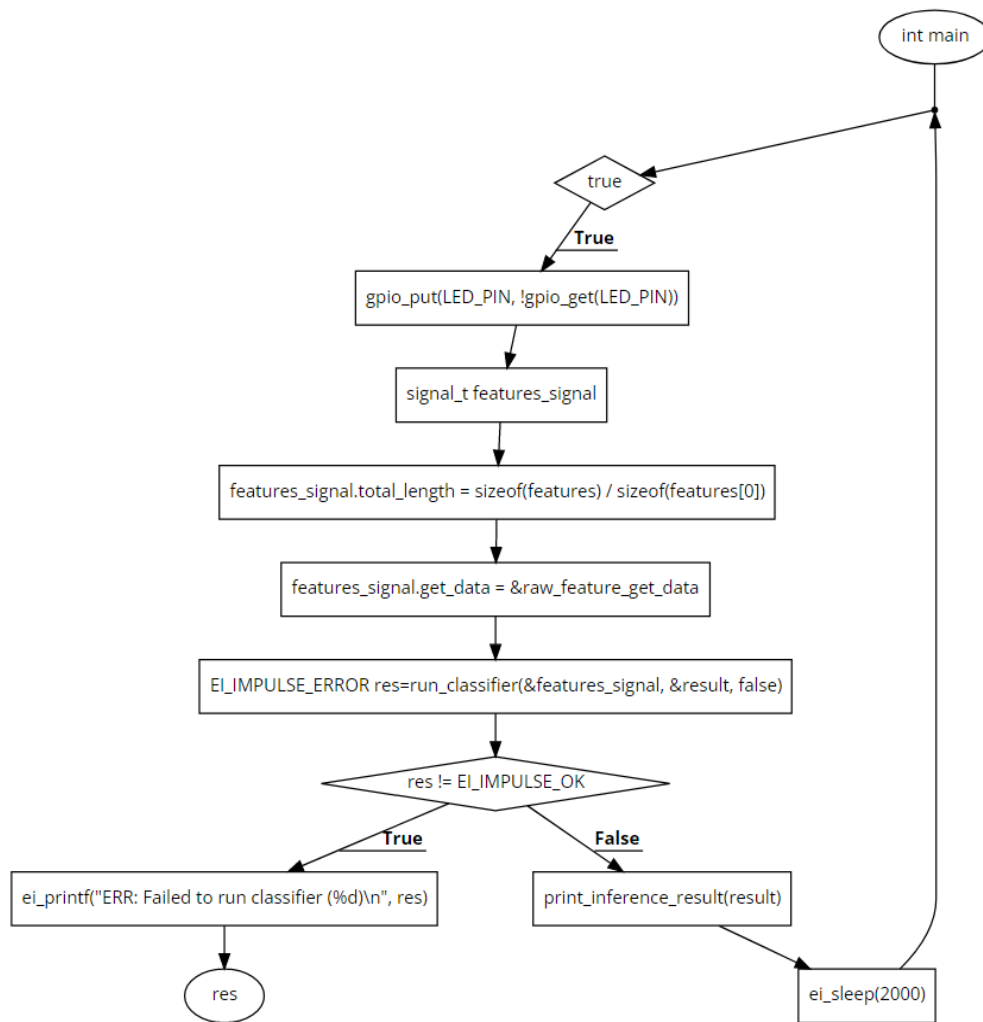 int main
true
True
gpio_put(LED_PIN, !gpio_get(LED_PIN))
signal_t features_signal
features_signal.total_length = sizeof(features) / sizeof(features[0])
features_signal.get_data = &raw_feature_get_data
EI_IMPULSE_ERROR res=run_classifier(&features_signal, &result, false)
res != EI_IMPULSE_OK
True
False
ei_printf("ERR: Failed to run classifier (%d)\n", res)
print_inference_result(result)
res
ei_sleep(2000)